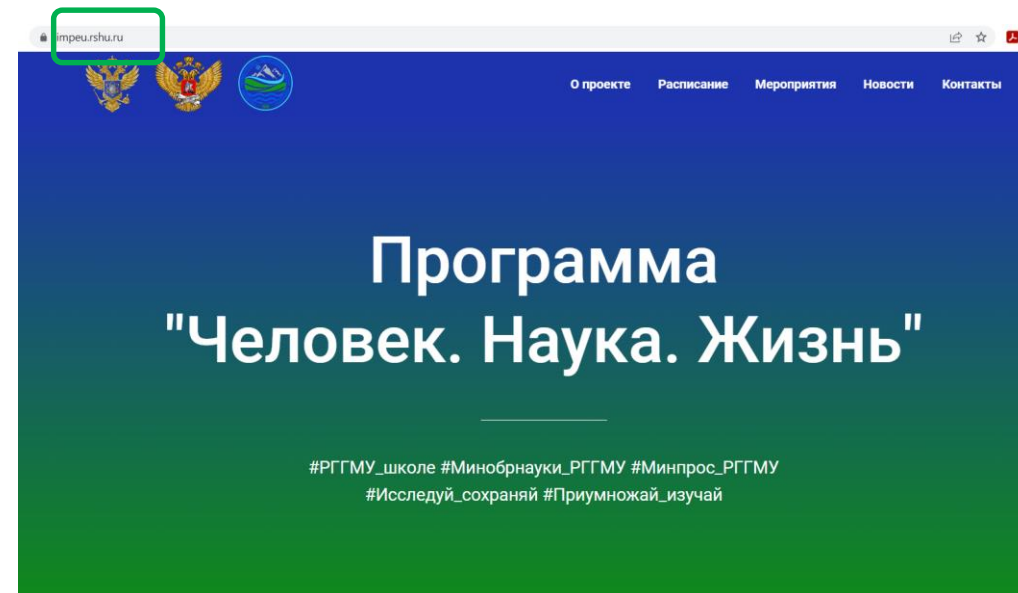 impeu.rshu.ru
О проекте Расписание Мероприятия Новости Контакты
Программа
"Человек. Наука. Жизнь"
#РГГМУ_школе #Минобрнауки_РГГМУ #Минпрос_РГГМУ
#Исследуй_сохраняй #Приумножай_изучай